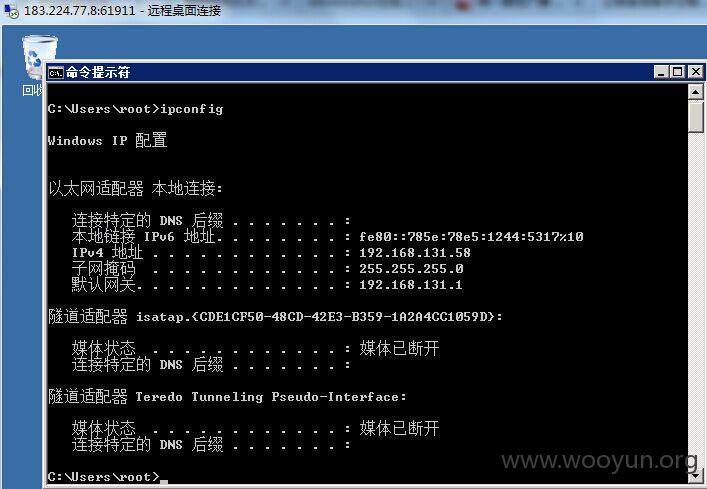 183.224.77.8:61911 - 远程桌面连接
命令提示符
C:\Users\root>ipconfig
Windows IP 配置
以太网适配器 本地连接:
连接特定的 DNS 后缀 . . . . . . . :
本地链接 IPv6 地址. . . . . . . . : fe80::785e:78e5:1244:5317%10
IPv4 地址 . . . . . . . . . . . . : 192.168.131.58
子网掩码  . . . . . . . . . . . . : 255.255.255.0
默认网关. . . . . . . . . . . . . : 192.168.131.1
隧道适配器 isatap.{CDE1CF50-48CD-42E3-B359-1A2A4CC1059D}:
媒体状态  . . . . . . . . . . . . : 媒体已断开
连接特定的 DNS 后缀 . . . . . . . :
隧道适配器 Teredo Tunneling Pseudo-Interface:
媒体状态  . . . . . . . . . . . . : 媒体已断开
连接特定的 DNS 后缀 . . . . . . . :
C:\Users\root>
www.wooyun.org